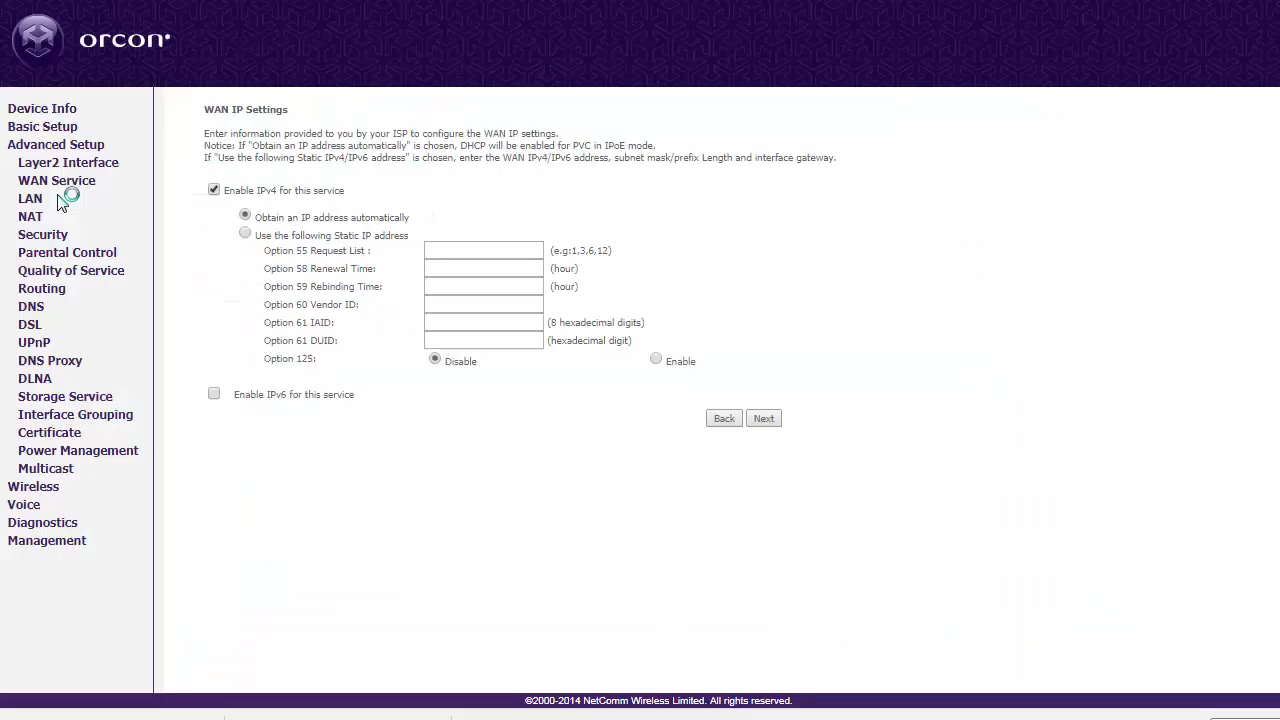 orcon
Device Info
Basic Setup
Advanced Setup
Layer2 Interface
WAN Service
LAN
NAT
Security
Parental Control
Quality of Service
Routing
DNS
DSL
UPnP
DNS Proxy
DLNA
Storage Service
Interface Grouping
Certificate
Power Management
Multicast
Wireless
Voice
Diagnostics
Management
WAN IP Settings
Enter information provided to you by your ISP to configure the WAN IP settings.
Notice: If "Obtain an IP address automatically" is chosen, DHCP will be enabled for PVC in IPoE mode.
If "Use the following Static IPv4/IPv6 address" is chosen, enter the WAN IPv4/IPv6 address, subnet mask/prefix Length and interface gateway.
Enable IPv4 for this service
Obtain an IP address automatically
Use the following Static IP address
Option 55 Request List : (e.g:1,3,6,12)
Option 58 Renewal Time: (hour)
Option 59 Rebinding Time: (hour)
Option 60 Vendor ID:
Option 61 IAID: (8 hexadecimal digits)
Option 61 DUID: (hexadecimal digit)
Option 125: Disable Enable
Enable IPv6 for this service
Back Next
©2000-2014 NetComm Wireless Limited. All rights reserved.